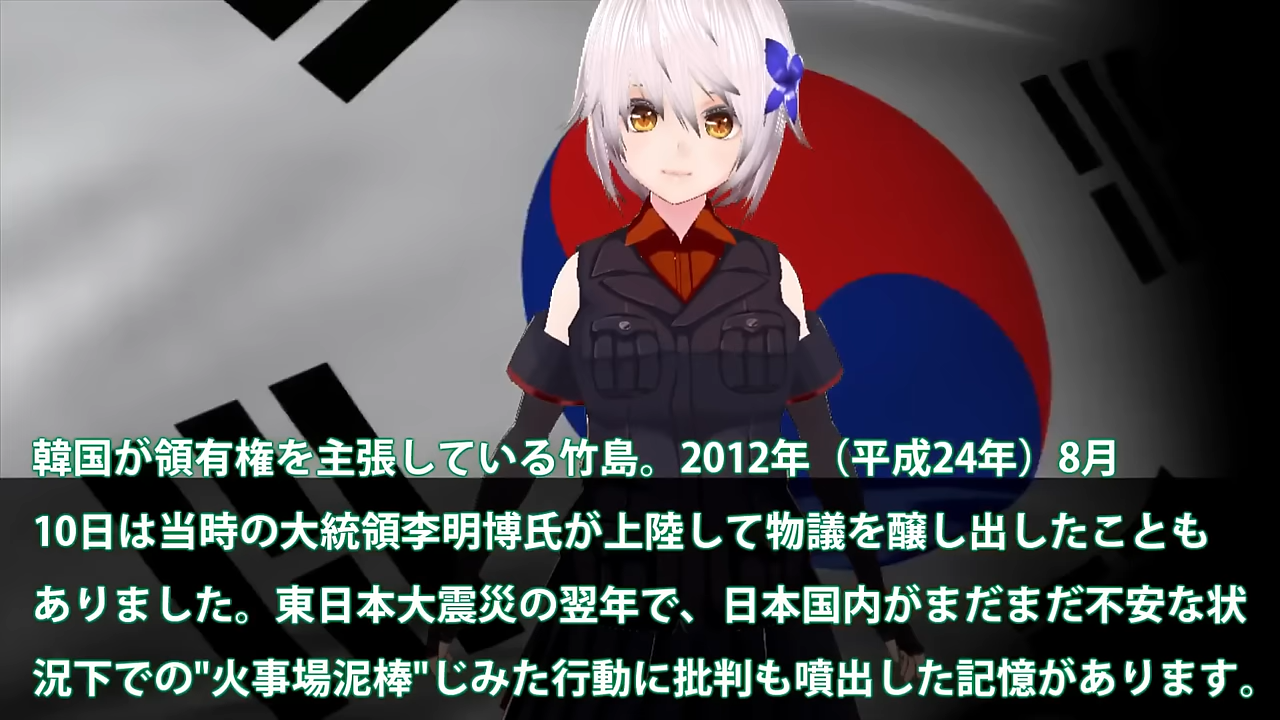 韓国が領有権を主張している竹島。2012年（平成24年）8月
10日は当時の大統領李明博氏が上陸して物議を醸し出したことも
ありました。東日本大震災の翌年で、日本国内がまだまだ不安な状
況下での"火事場泥棒"じみた行動に批判も噴出した記憶があります。